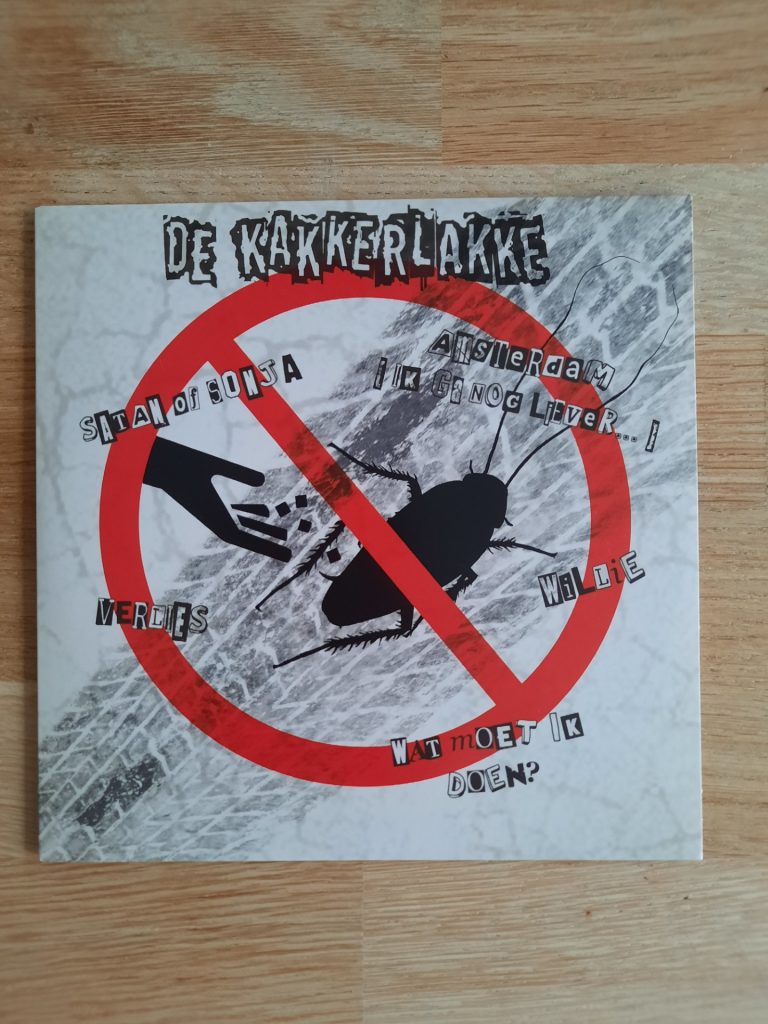 DE KAKKERLAKKE
AMSTERDAM
SATAN OF SONJA
( IK GA NOG LIEVER... )
WILLIE
VERLIES
WAT MOET IK
DOEN?